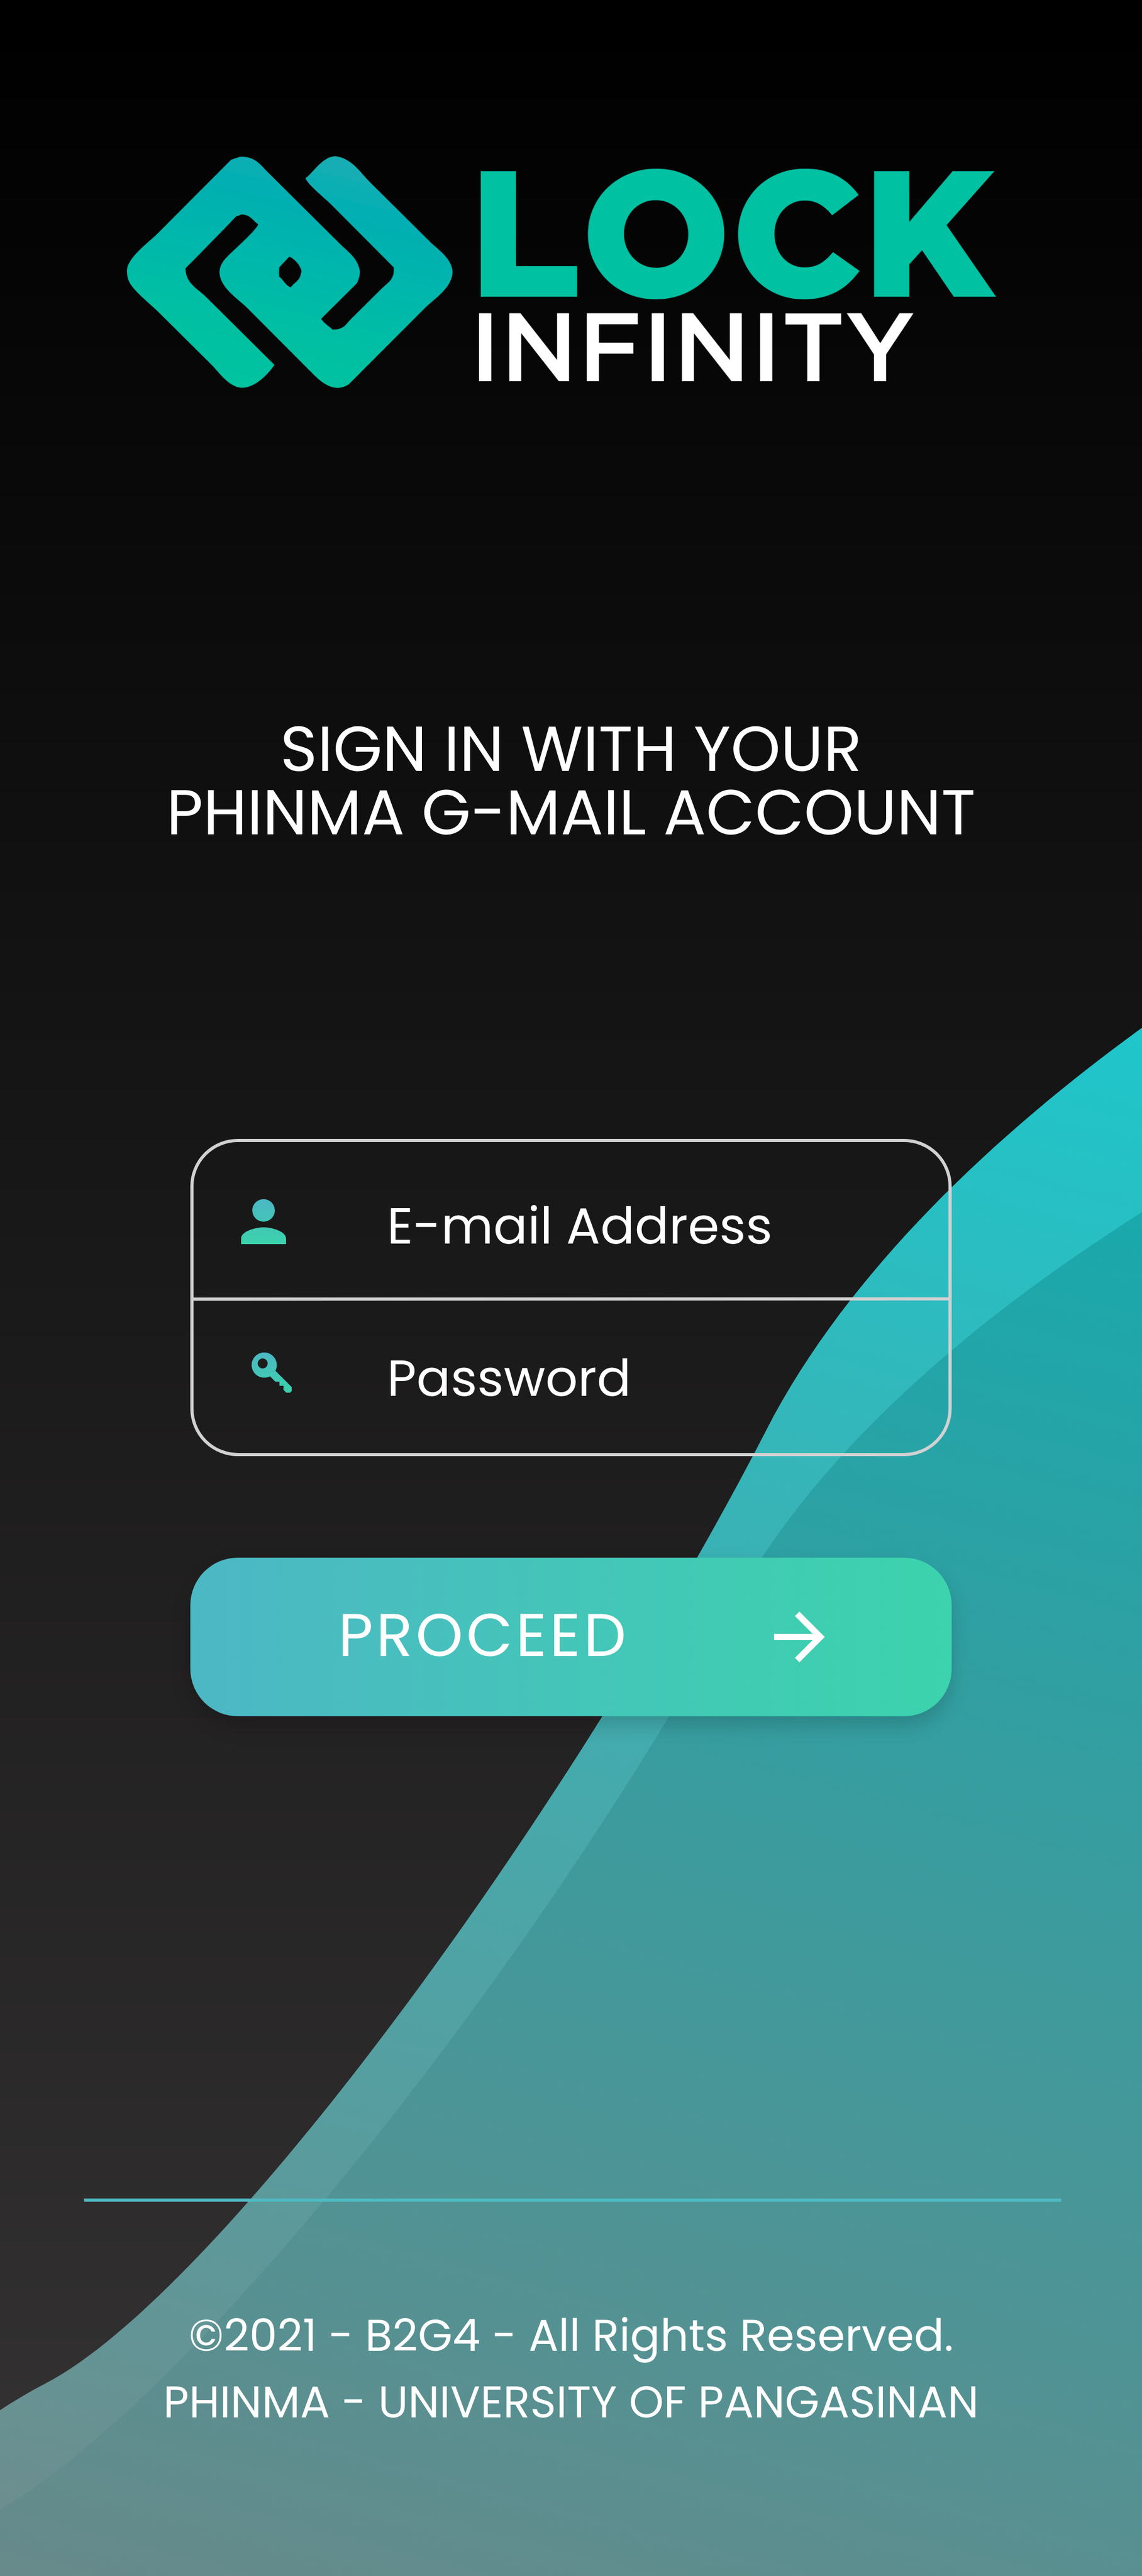 LOCK
INFINITY
SIGN IN WITH YOUR
PHINMA G-MAIL ACCOUNT
E-mail Address
Password
PROCEED
©2021 - B2G4 - All Rights Reserved.
PHINMA - UNIVERSITY OF PANGASINAN